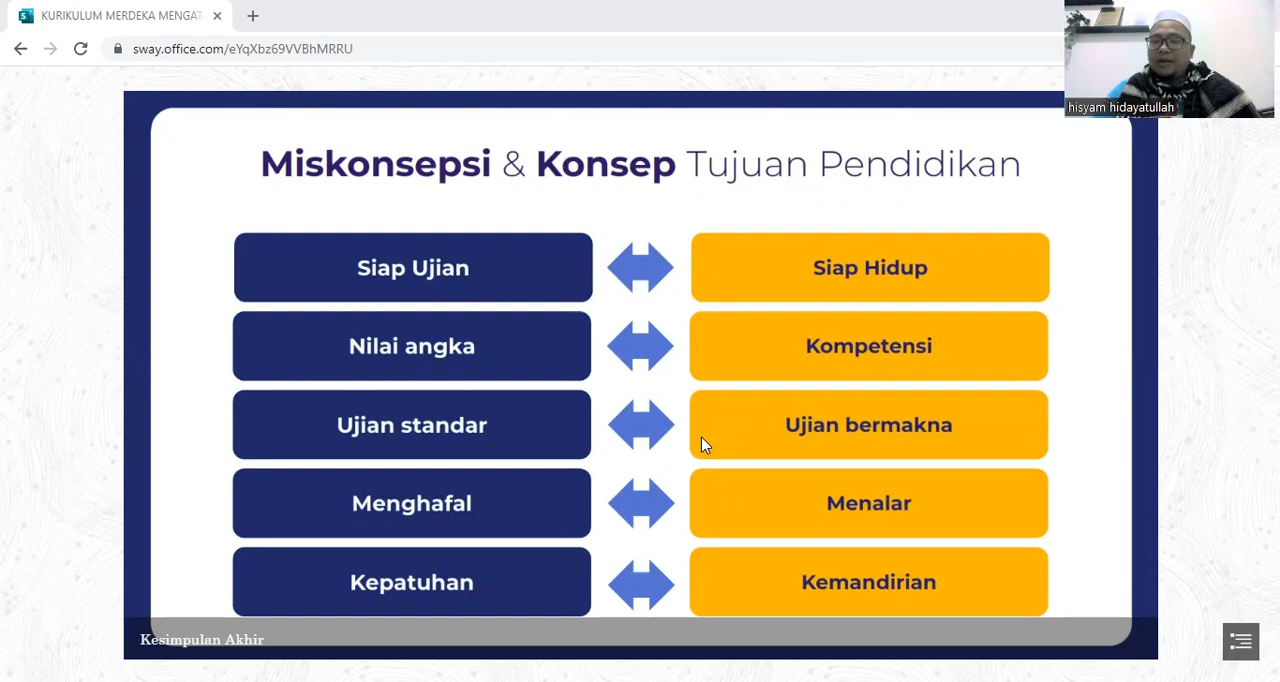 KURIKULUM MERDEKA MENGAT
sway.office.com/eYqXbz69VVBhMRRU
hisyam hidayatullah
Miskonsepsi & Konsep Tujuan Pendidikan
Siap Ujian
Siap Hidup
Nilai angka
Kompetensi
Ujian standar
Ujian bermakna
Menghafal
Menalar
Kepatuhan
Kemandirian
Kesimpulan Akhir